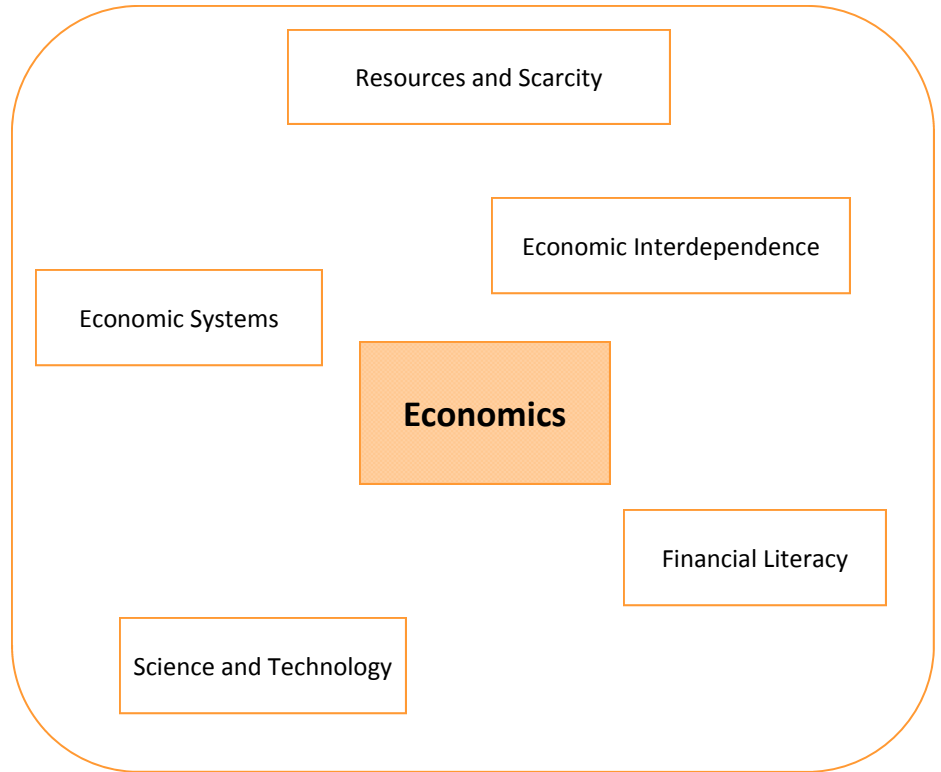 Resources and Scarcity
Economic Interdependence
Economic Systems
Economics
Financial Literacy
Science and Technology